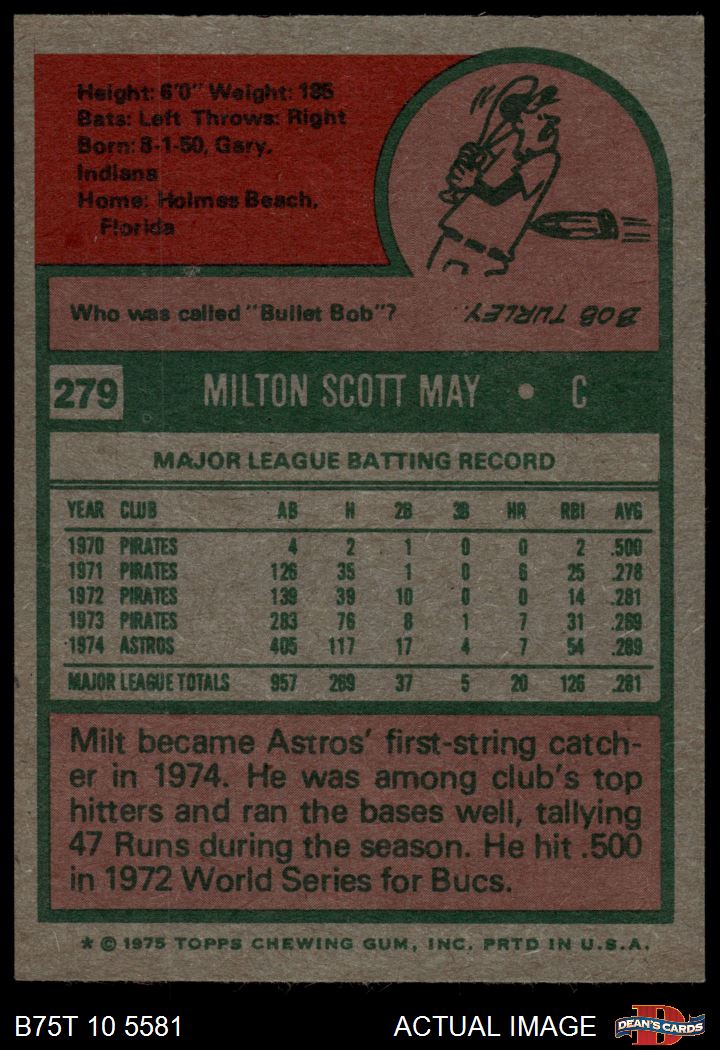 Height: 6'0" Weight: 185
Bats: Left Throws: Right
Born: 8-1-50, Gary,
Indiana
Home: Holmes Beach,
Florida
Who was called "Bullet Bob"?
BOB TURLEY.
279
MILTON SCOTT MAY • C
MAJOR LEAGUE BATTING RECORD
YEAR CLUB AB H 2B 3B HR RBI AVG
1970 PIRATES 4 2 1 0 0 2 .500
1971 PIRATES 126 35 1 0 6 25 .278
1972 PIRATES 139 39 10 0 0 14 .281
1973 PIRATES 283 76 8 1 7 31 .269
1974 ASTROS 405 117 17 4 7 54 .289
MAJOR LEAGUE TOTALS 957 269 37 5 20 126 .281
Milt became Astros' first-string catch-
er in 1974. He was among club's top
hitters and ran the bases well, tallying
47 Runs during the season. He hit .500
in 1972 World Series for Bucs.
* © 1975 TOPPS CHEWING GUM, INC. PRTD IN U.S.A.
B75T 10 5581 ACTUAL IMAGE
DEAN'S CARDS